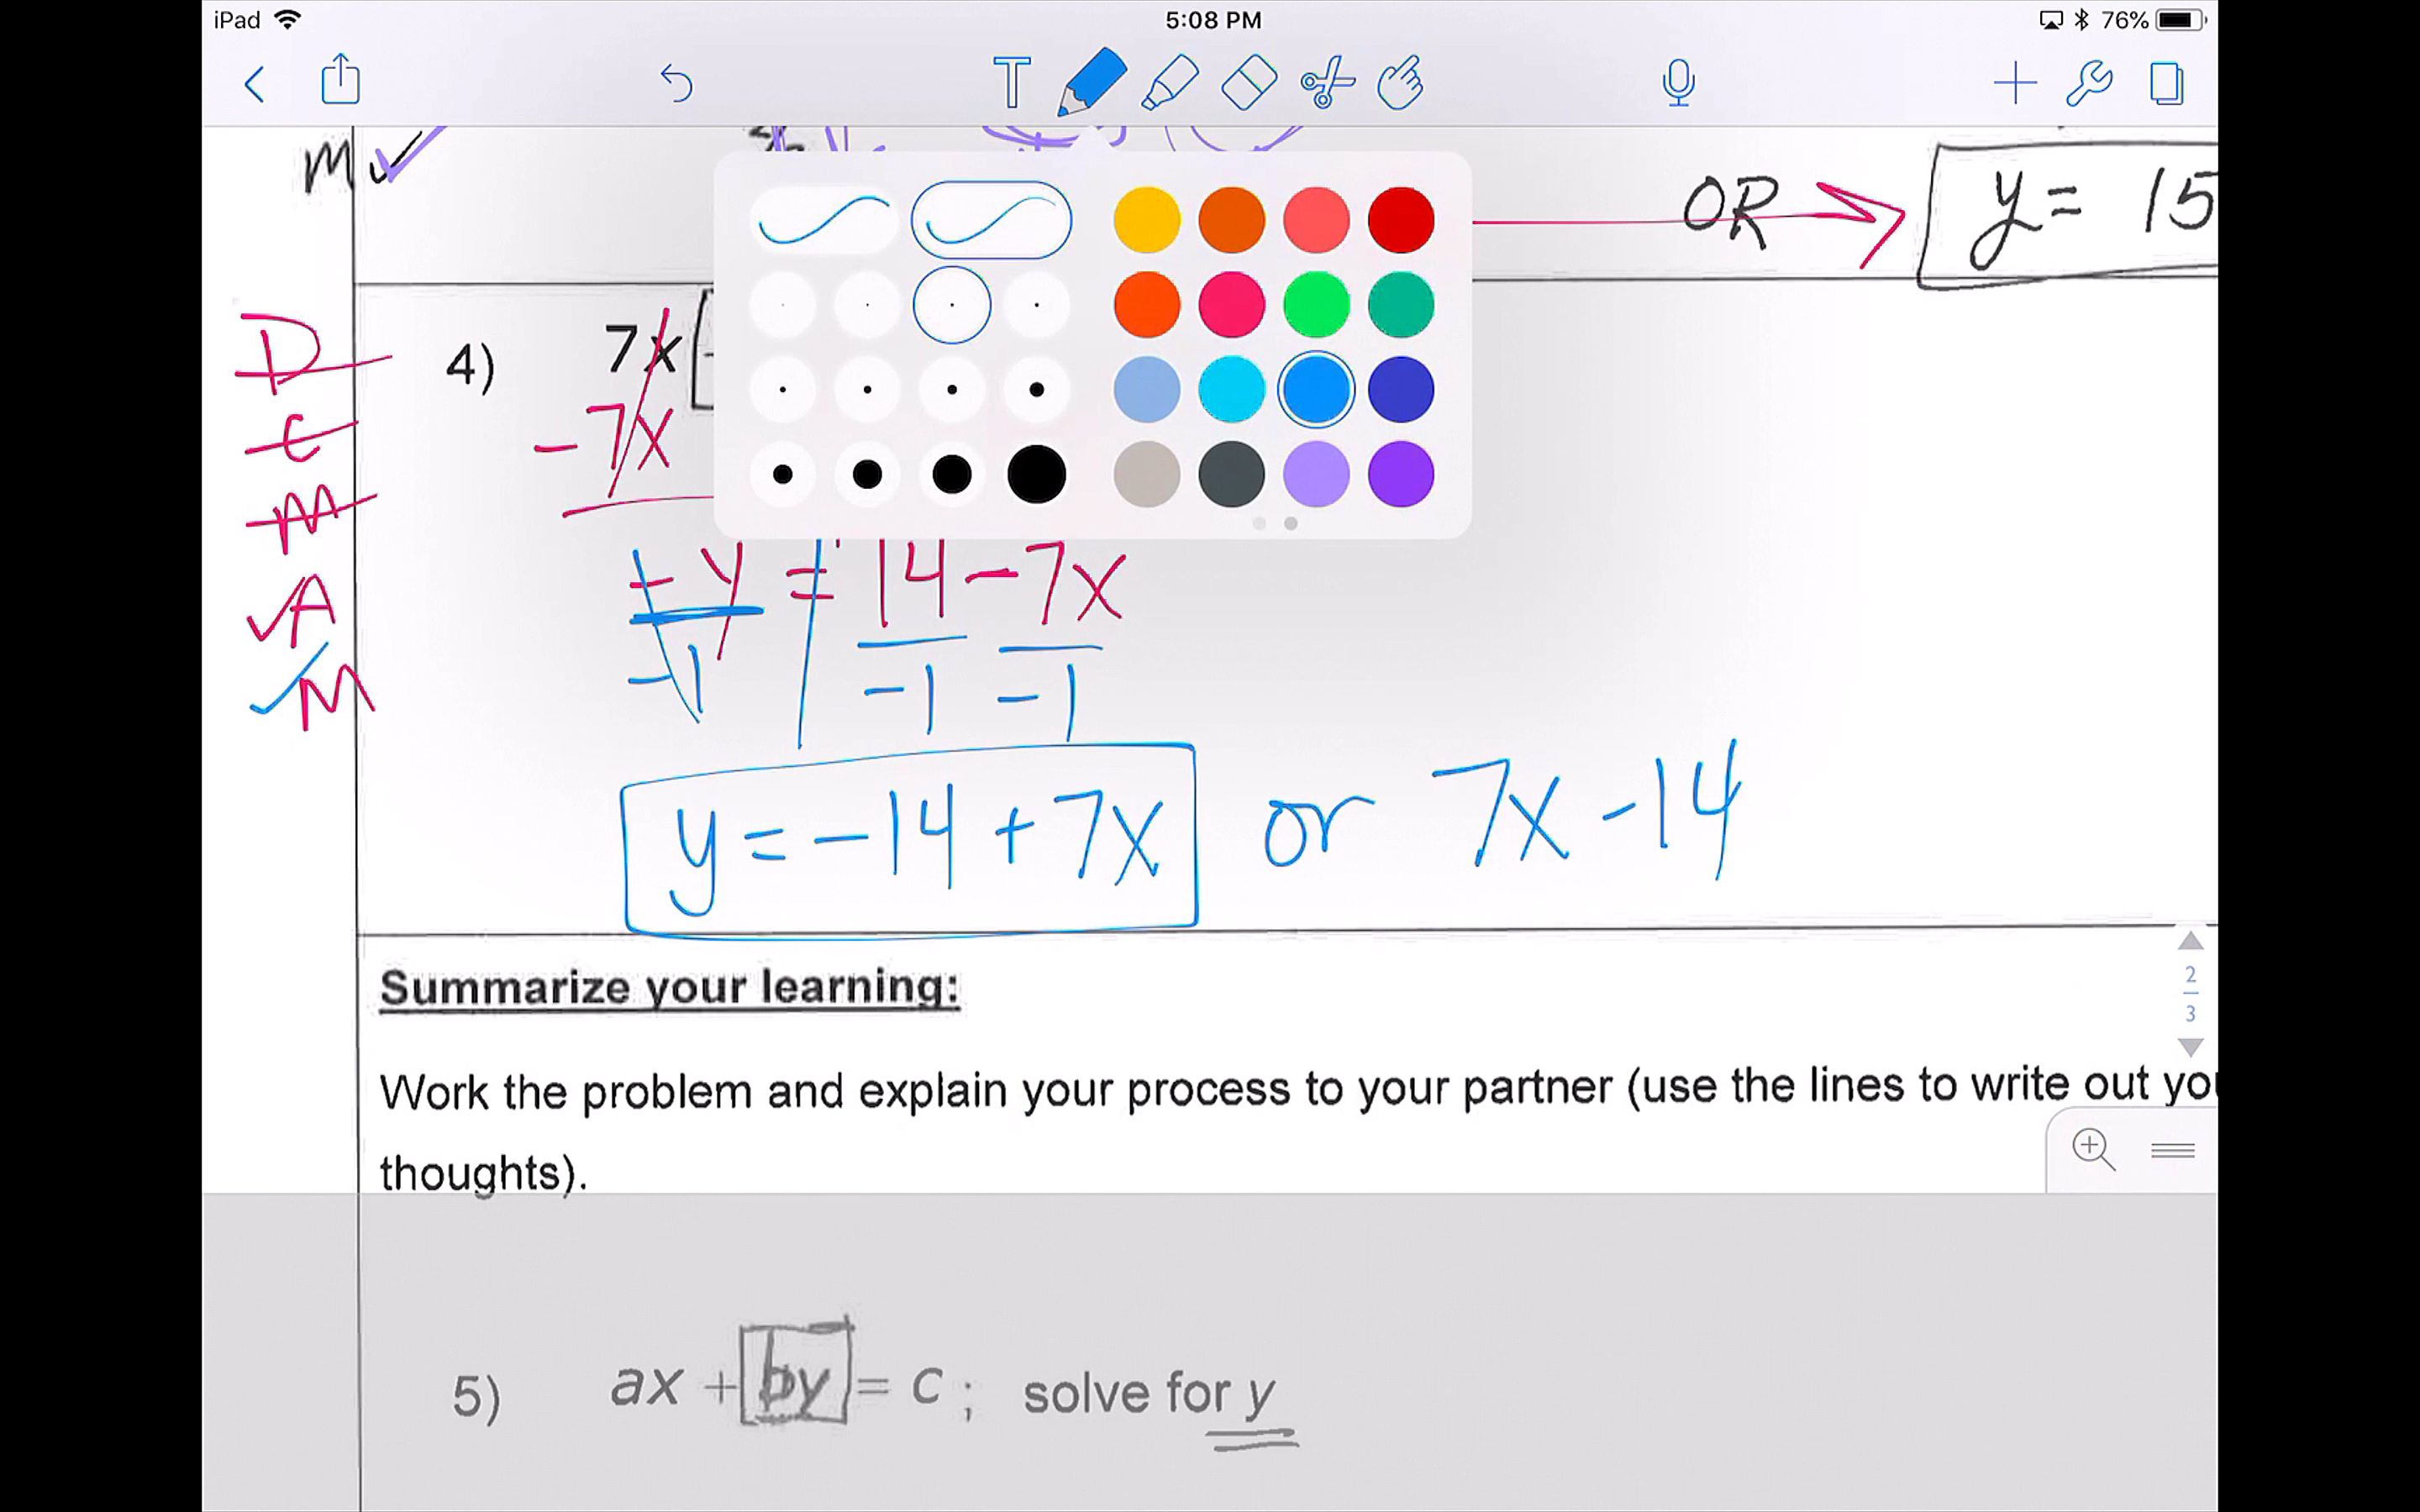 iPad 5:08 PM 76%
T
M ✓
OR y = 15
D
E
M
✓A
✓M
4) 7x
-7x
-y = 14 - 7x
-1 -1 -1
y = -14 + 7x or 7x - 14
Summarize your learning:
2
3
Work the problem and explain your process to your partner (use the lines to write out
thoughts).
5) ax + by = c ; solve for y